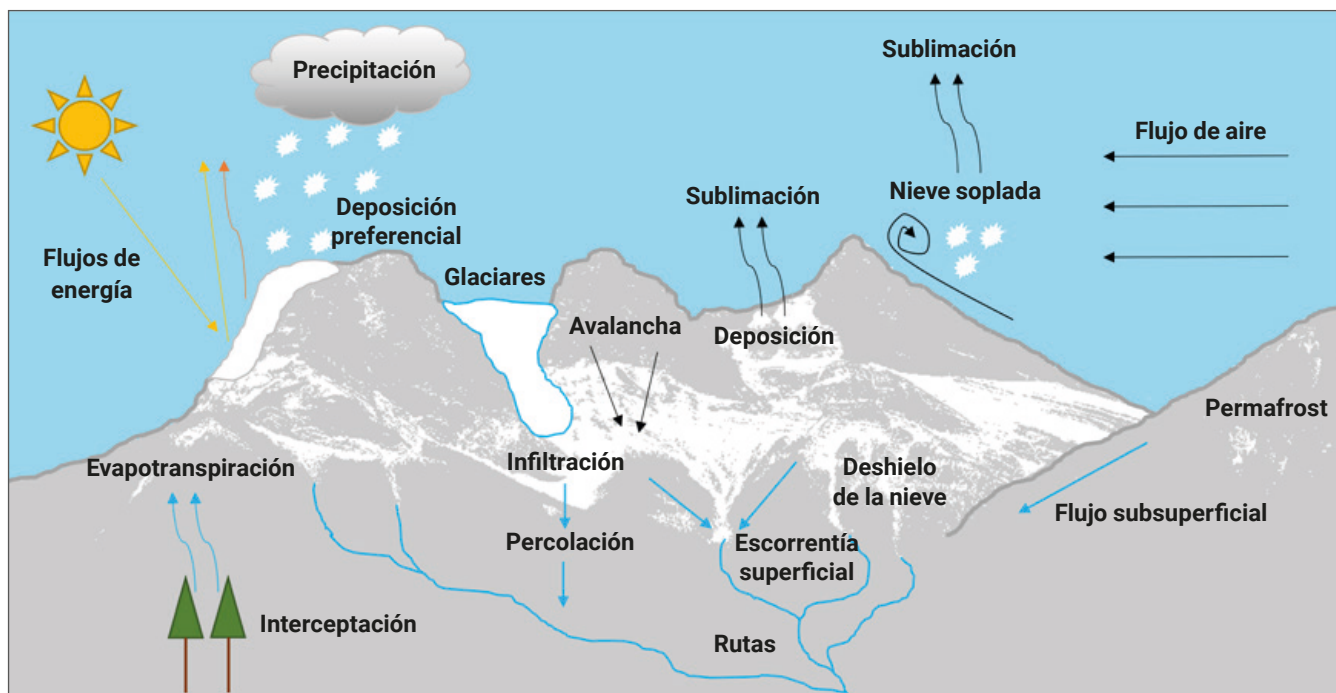 Sublimación
Precipitación
Flujo de aire
Sublimación
Nieve soplada
Deposición
preferencial
Flujos de
energía
Glaciares
Avalancha
Deposición
Permafrost
Evapotranspiración
Infiltración
Deshielo
de la nieve
Flujo subsuperficial
Percolación
Escorrentía
superficial
Interceptación
Rutas